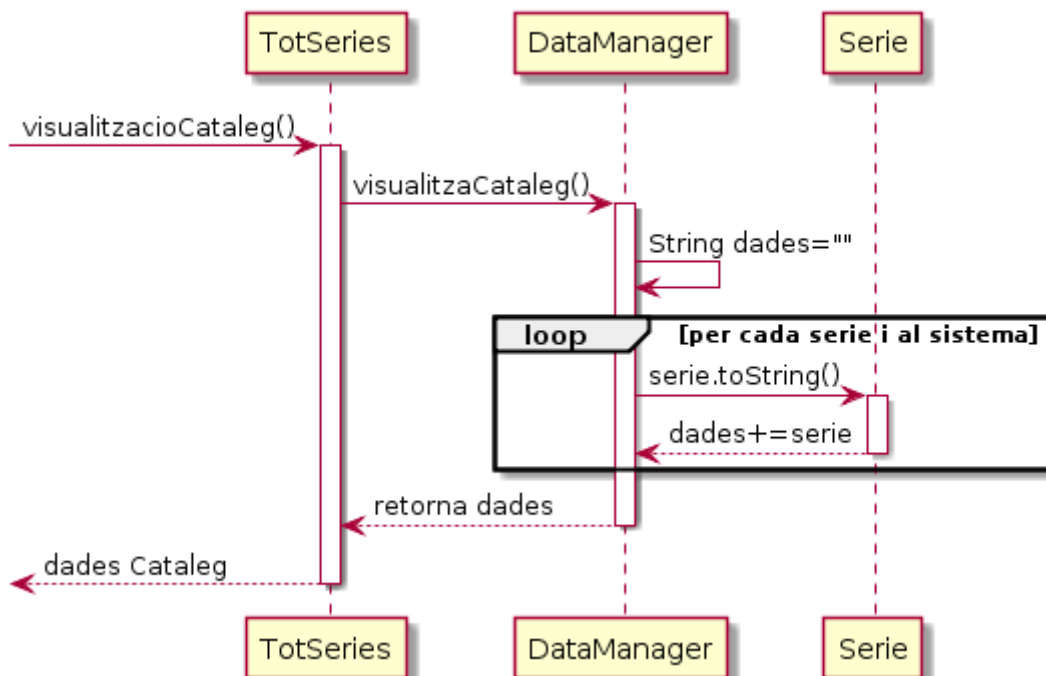 TotSeries
DataManager
Serie
visualitzacioCataleg()
visualitzaCataleg()
String dades=""
loop
[per cada serie i al sistema]
serie.toString()
dades+=serie
retorna dades
dades Cataleg
TotSeries
DataManager
Serie